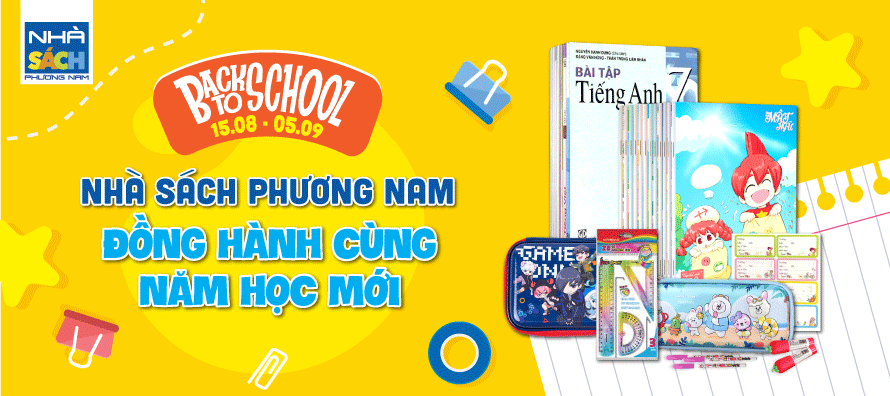 NHÀ
SÁCH
PHƯƠNG NAM
BACK
TO SCHOOL
15.08 - 05.09
NHÀ SÁCH PHƯƠNG NAM
ĐỒNG HÀNH CÙNG
NĂM HỌC MỚI
BÀI TẬP
Tiếng Anh 7
GAME